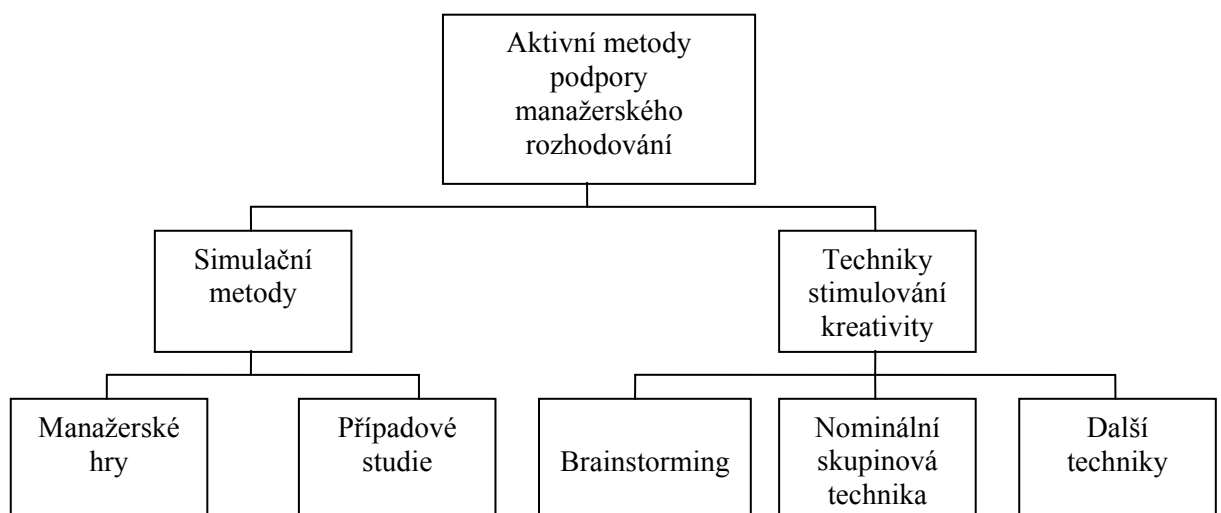 Aktivní metody
podpory
manažerského
rozhodování
Simulační
metody
Techniky
stimulování
kreativity
Manažerské
hry
Případové
studie
Brainstorming
Nominální
skupinová
technika
Další
techniky